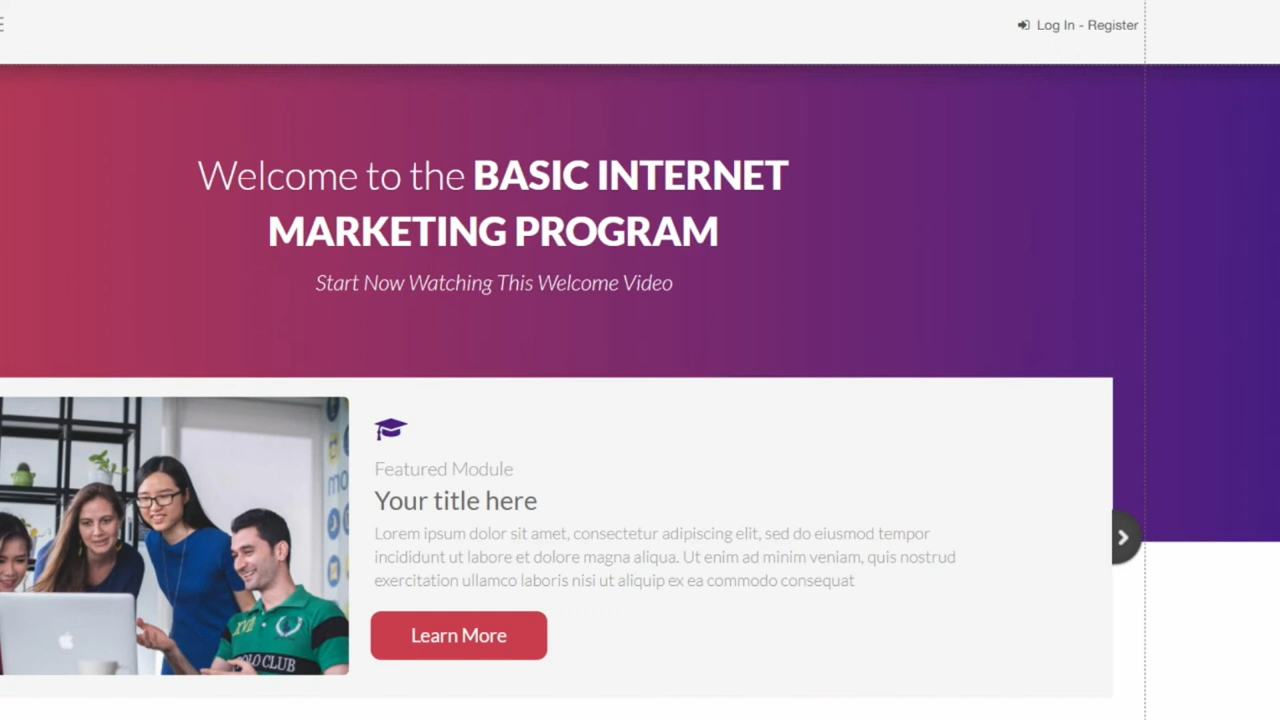 Log In - Register
Welcome to the BASIC INTERNET
MARKETING PROGRAM
Start Now Watching This Welcome Video
Featured Module
Your title here
Lorem ipsum dolor sit amet, consectetur adipiscing elit, sed do eiusmod tempor
incididunt ut labore et dolore magna aliqua. Ut enim ad minim veniam, quis nostrud
exercitation ullamco laboris nisi ut aliquip ex ea commodo consequat
Learn More
POLO CLUB